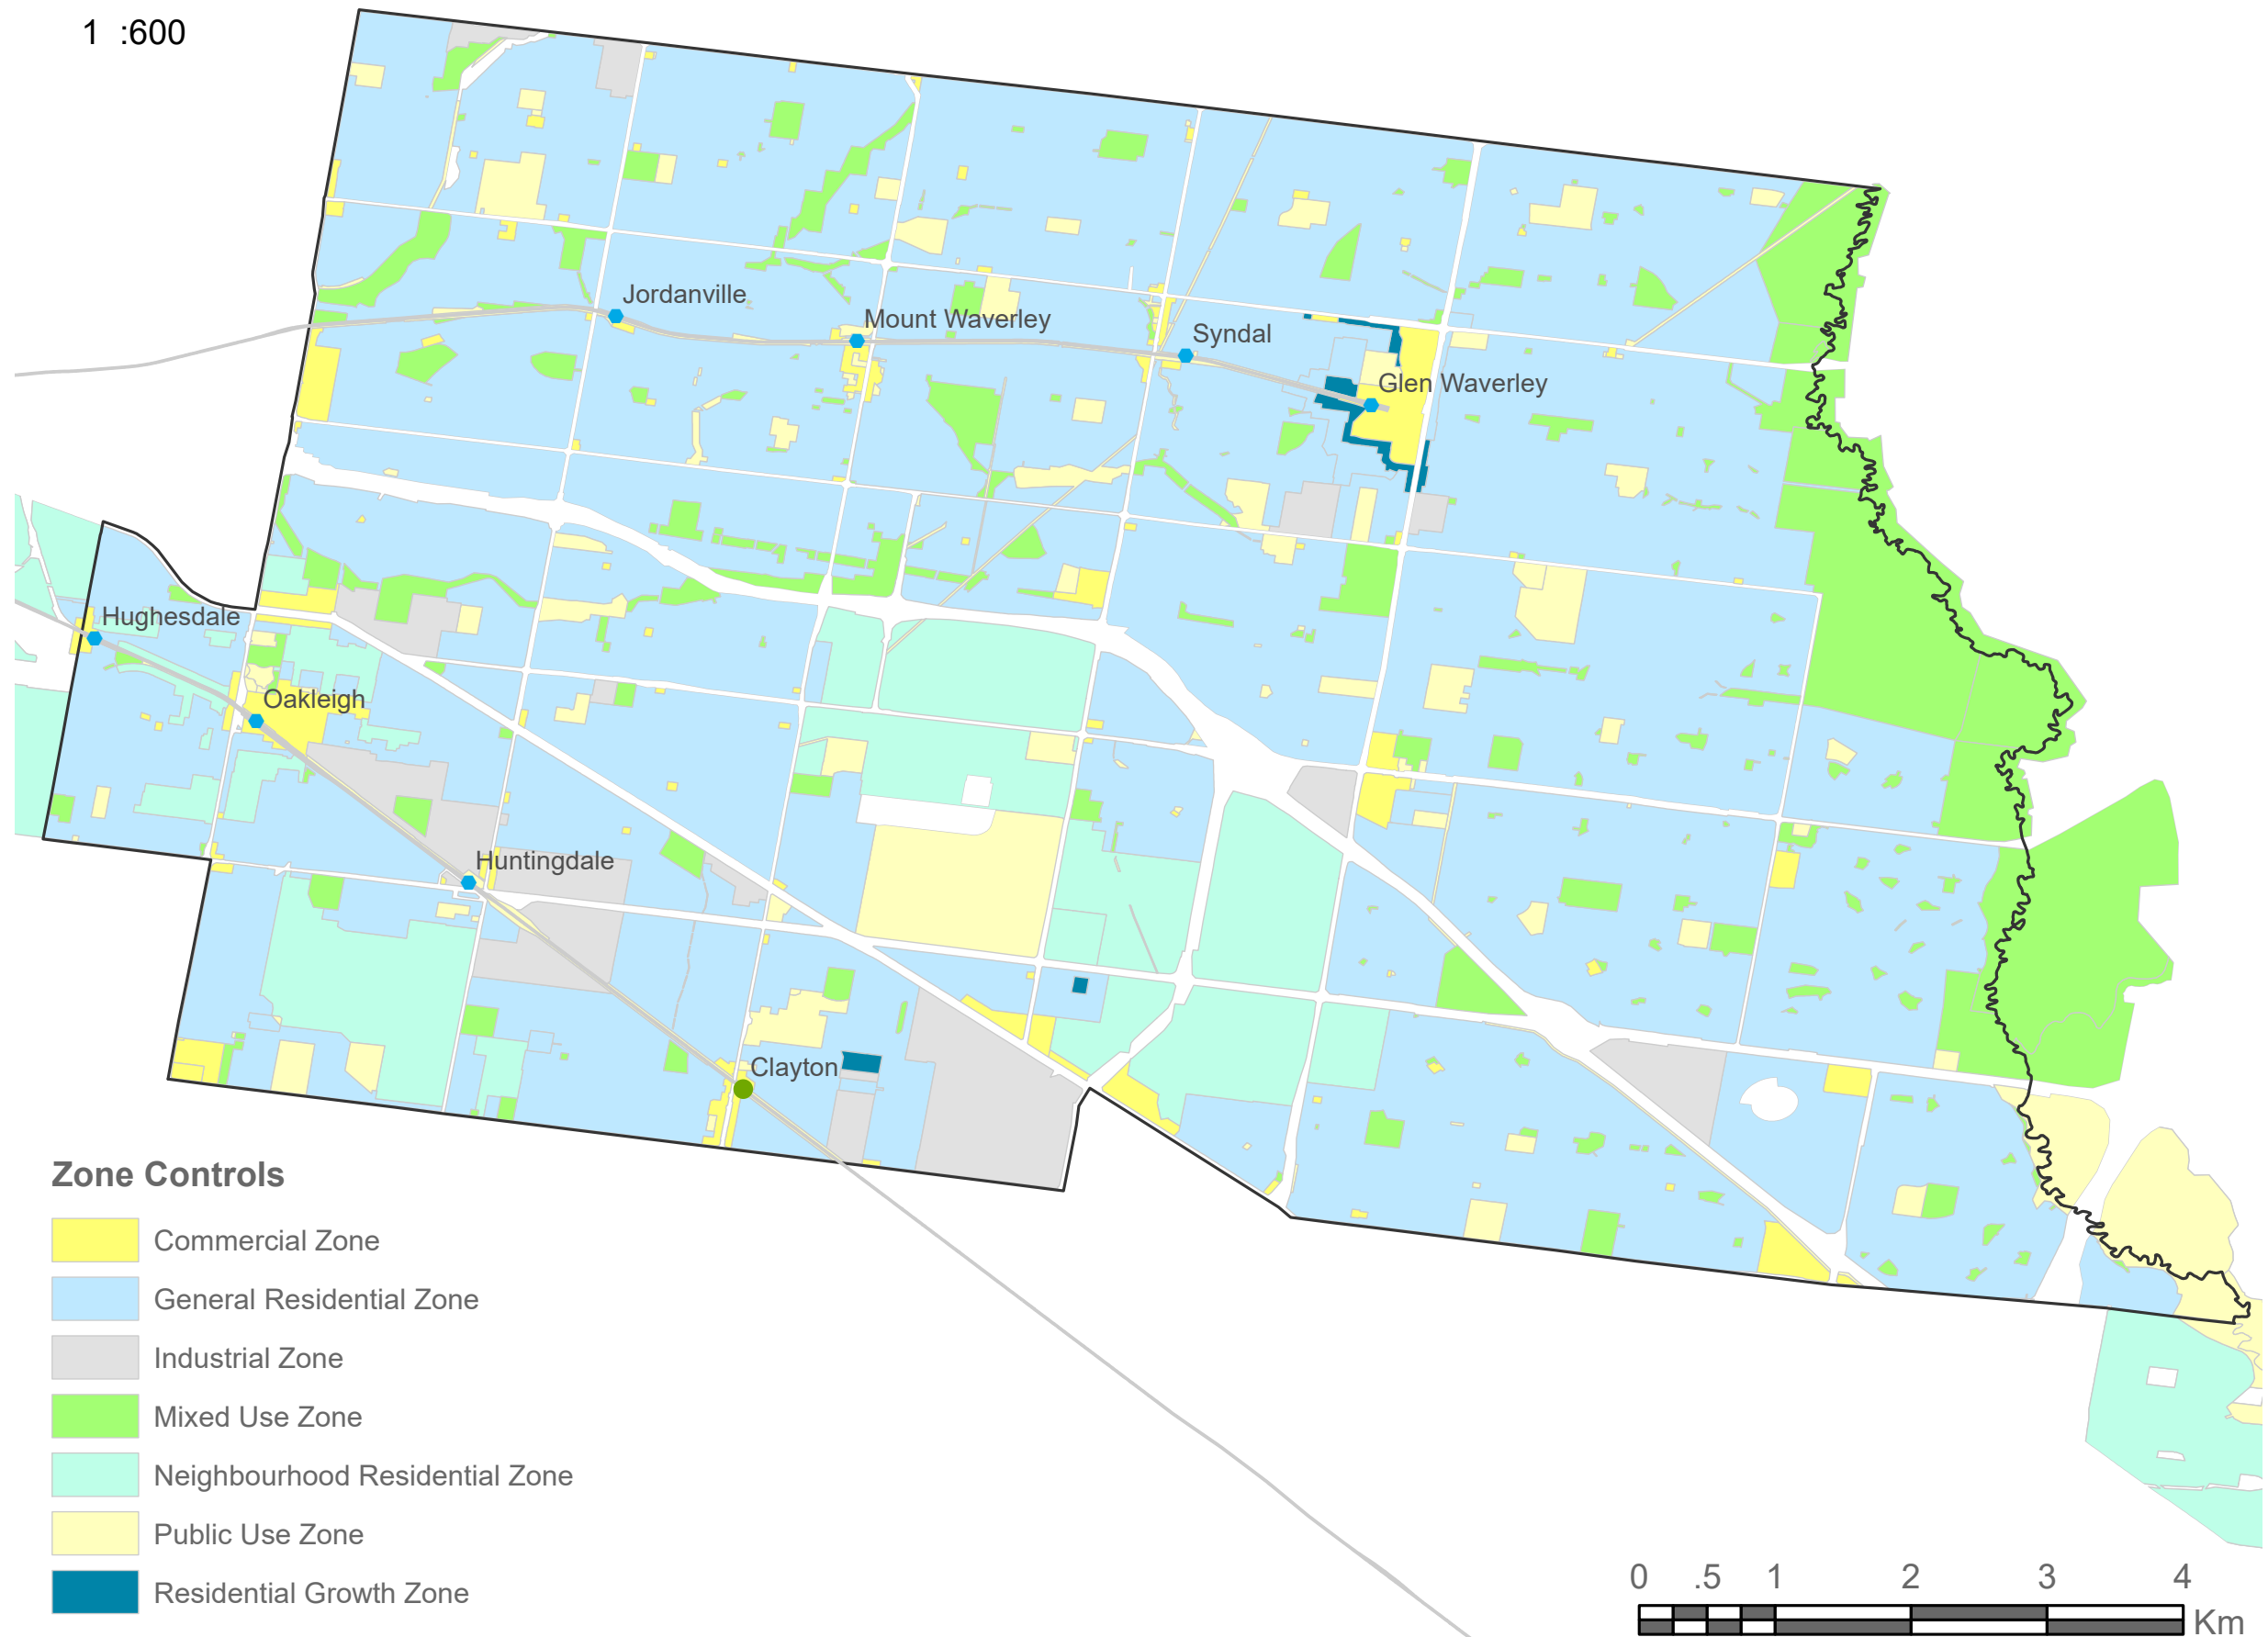 1 :600
Jordanville
Mount Waverley
Syndal
Glen Waverley
Hughesdale
Oakleigh
Huntingdale
Clayton
Zone Controls
Commercial Zone
General Residential Zone
Industrial Zone
Mixed Use Zone
Neighbourhood Residential Zone
Public Use Zone
Residential Growth Zone
0 .5 1 2 3 4
Km